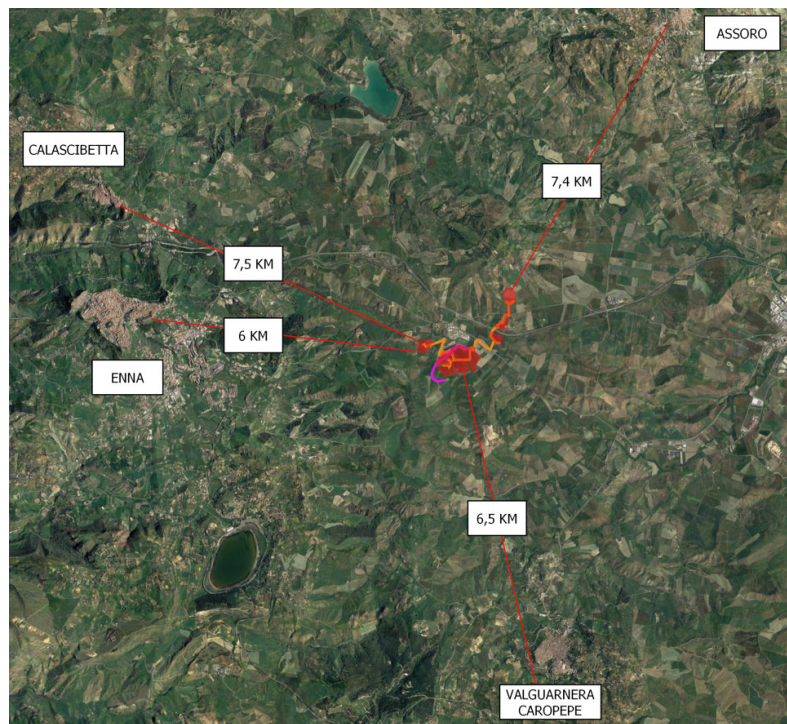 ASSORO
CALASCIBETTA
7,4 KM
7,5 KM
6 KM
ENNA
6,5 KM
VALGUARNERA
CAROPEPE